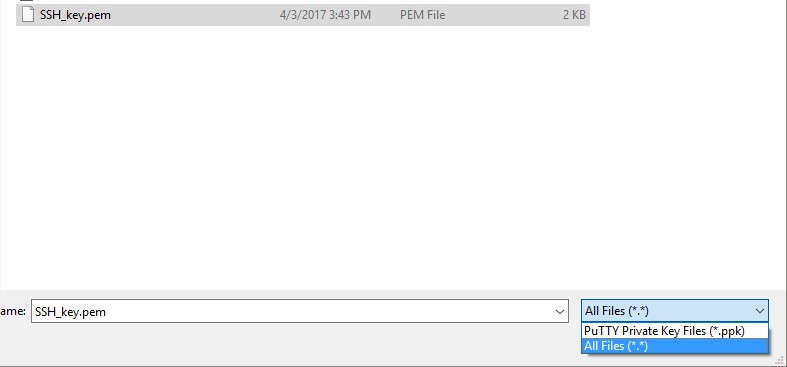 SSH_key.pem 4/3/2017 3:43 PM PEM File 2 KB
ame: SSH_key.pem All Files (*.*)
PuTTY Private Key Files (*.ppk)
All Files (*.*)